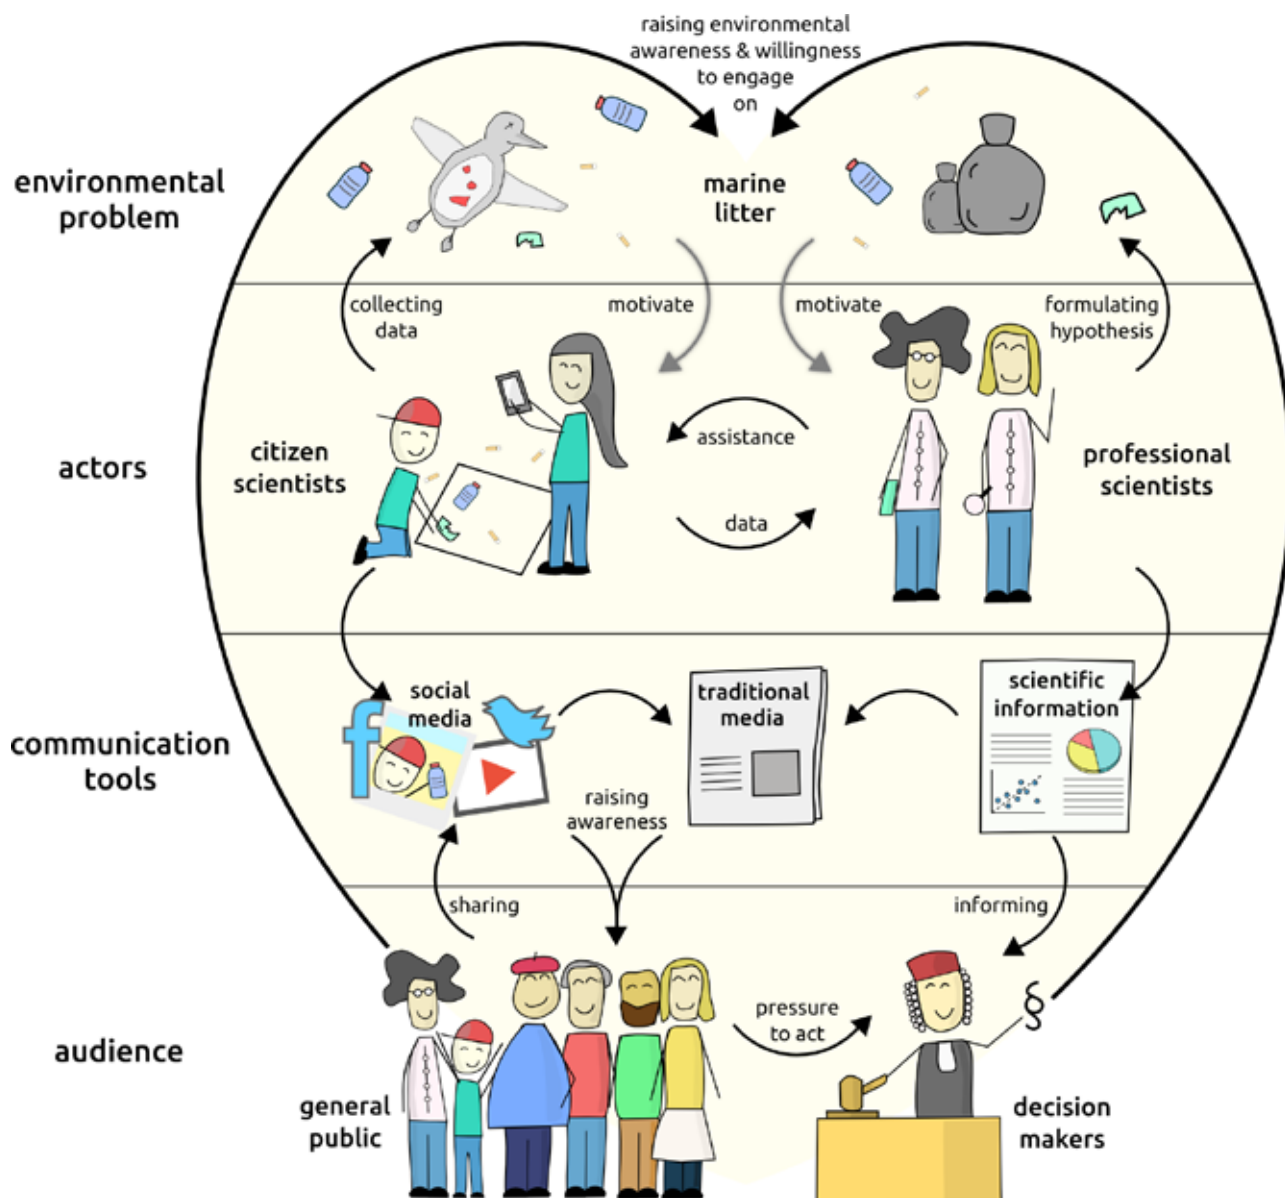 raising environmental
awareness & willingness
to engage
on
environmental
problem
marine
litter
collecting
data
motivate
motivate
formulating
hypothesis
actors
citizen
scientists
assistance
data
professional
scientists
communication
tools
social
media
traditional
media
scientific
information
raising
awareness
sharing
informing
audience
general
public
pressure
to act
decision
makers